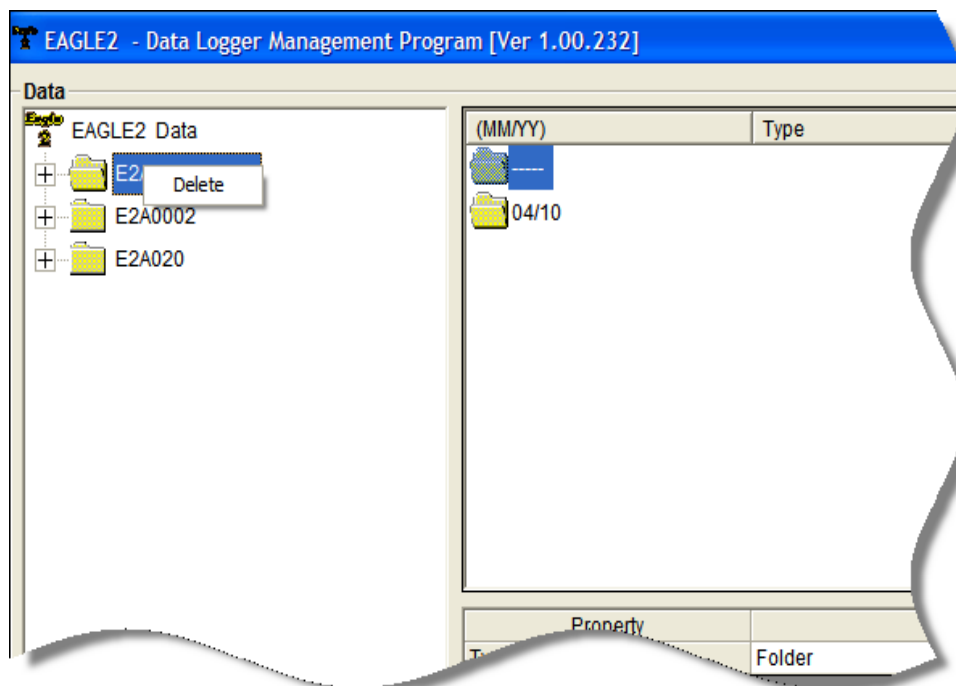 EAGLE2 - Data Logger Management Program [Ver 1.00.232]
Data
EAGLE2 Data
Delete
E2A0002
E2A020
(MM/YY) Type
-----
04/10
Property
Folder